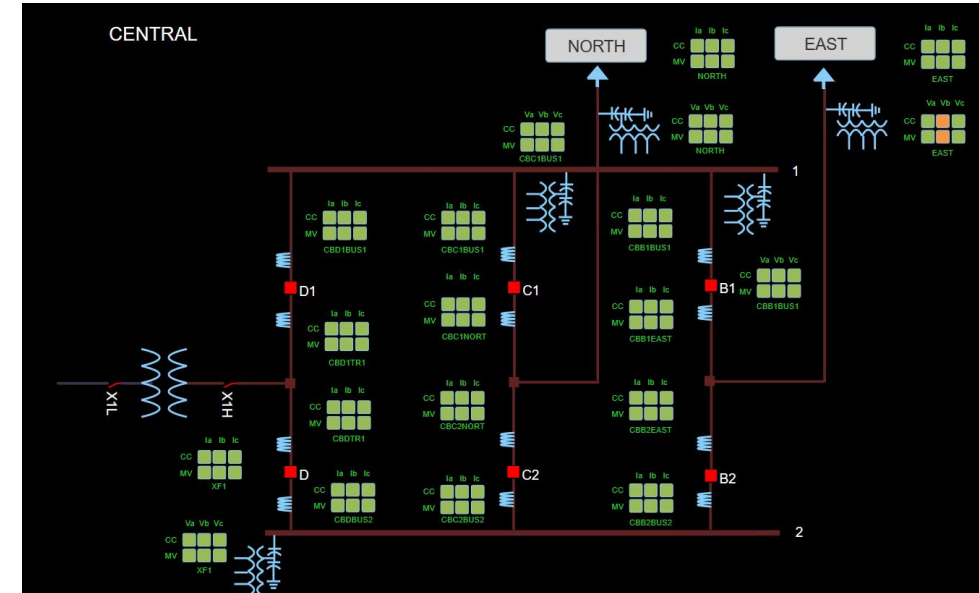 CENTRAL
NORTH
EAST
Ia Ib Ic
CC
MV
NORTH
Ia Ib Ic
CC
MV
EAST
Va Vb Vc
CC
MV
CBC1BUS1
Va Vb Vc
CC
MV
NORTH
Va Vb Vc
CC
MV
EAST
1
Ia Ib Ic
CC
MV
CBD1BUS1
Ia Ib Ic
CC
MV
CBC1BUS1
Ia Ib Ic
CC
MV
CBB1BUS1
D1
C1
B1
Va Vb Vc
CC
MV
CBB1BUS1
Ia Ib Ic
CC
MV
CBD1TR1
Ia Ib Ic
CC
MV
CBC1NORT
Ia Ib Ic
CC
MV
CBB1EAST
X1L
X1H
Ia Ib Ic
CC
MV
CBDTR1
Ia Ib Ic
CC
MV
CBC2NORT
Ia Ib Ic
CC
MV
CBB2EAST
Ia Ib Ic
CC
MV
XF1
D
C2
B2
Ia Ib Ic
CC
MV
CBDBUS2
Ia Ib Ic
CC
MV
CBC2BUS2
Ia Ib Ic
CC
MV
CBB2BUS2
2
Va Vb Vc
CC
MV
XF1